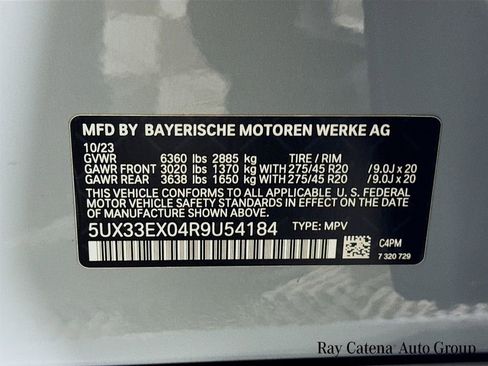 MFD BY BAYERISCHE MOTOREN WERKE AG
10/23
GVWR 6360 lbs 2885 kg TIRE / RIM
GAWR FRONT 3020 lbs 1370 kg WITH 275/45 R20 /9.0J x 20
GAWR REAR 3638 lbs 1650 kg WITH 275/45 R20 /9.0J x 20
THIS VEHICLE CONFORMS TO ALL APPLICABLE U. S. FEDERAL
MOTOR VEHICLE SAFETY STANDARDS IN EFFECT ON THE DATE OF
MANUFACTURE SHOWN ABOVE.
5UX33EX04R9U54184 TYPE: MPV
C4PM
7 320 729
Ray Catena Auto Group